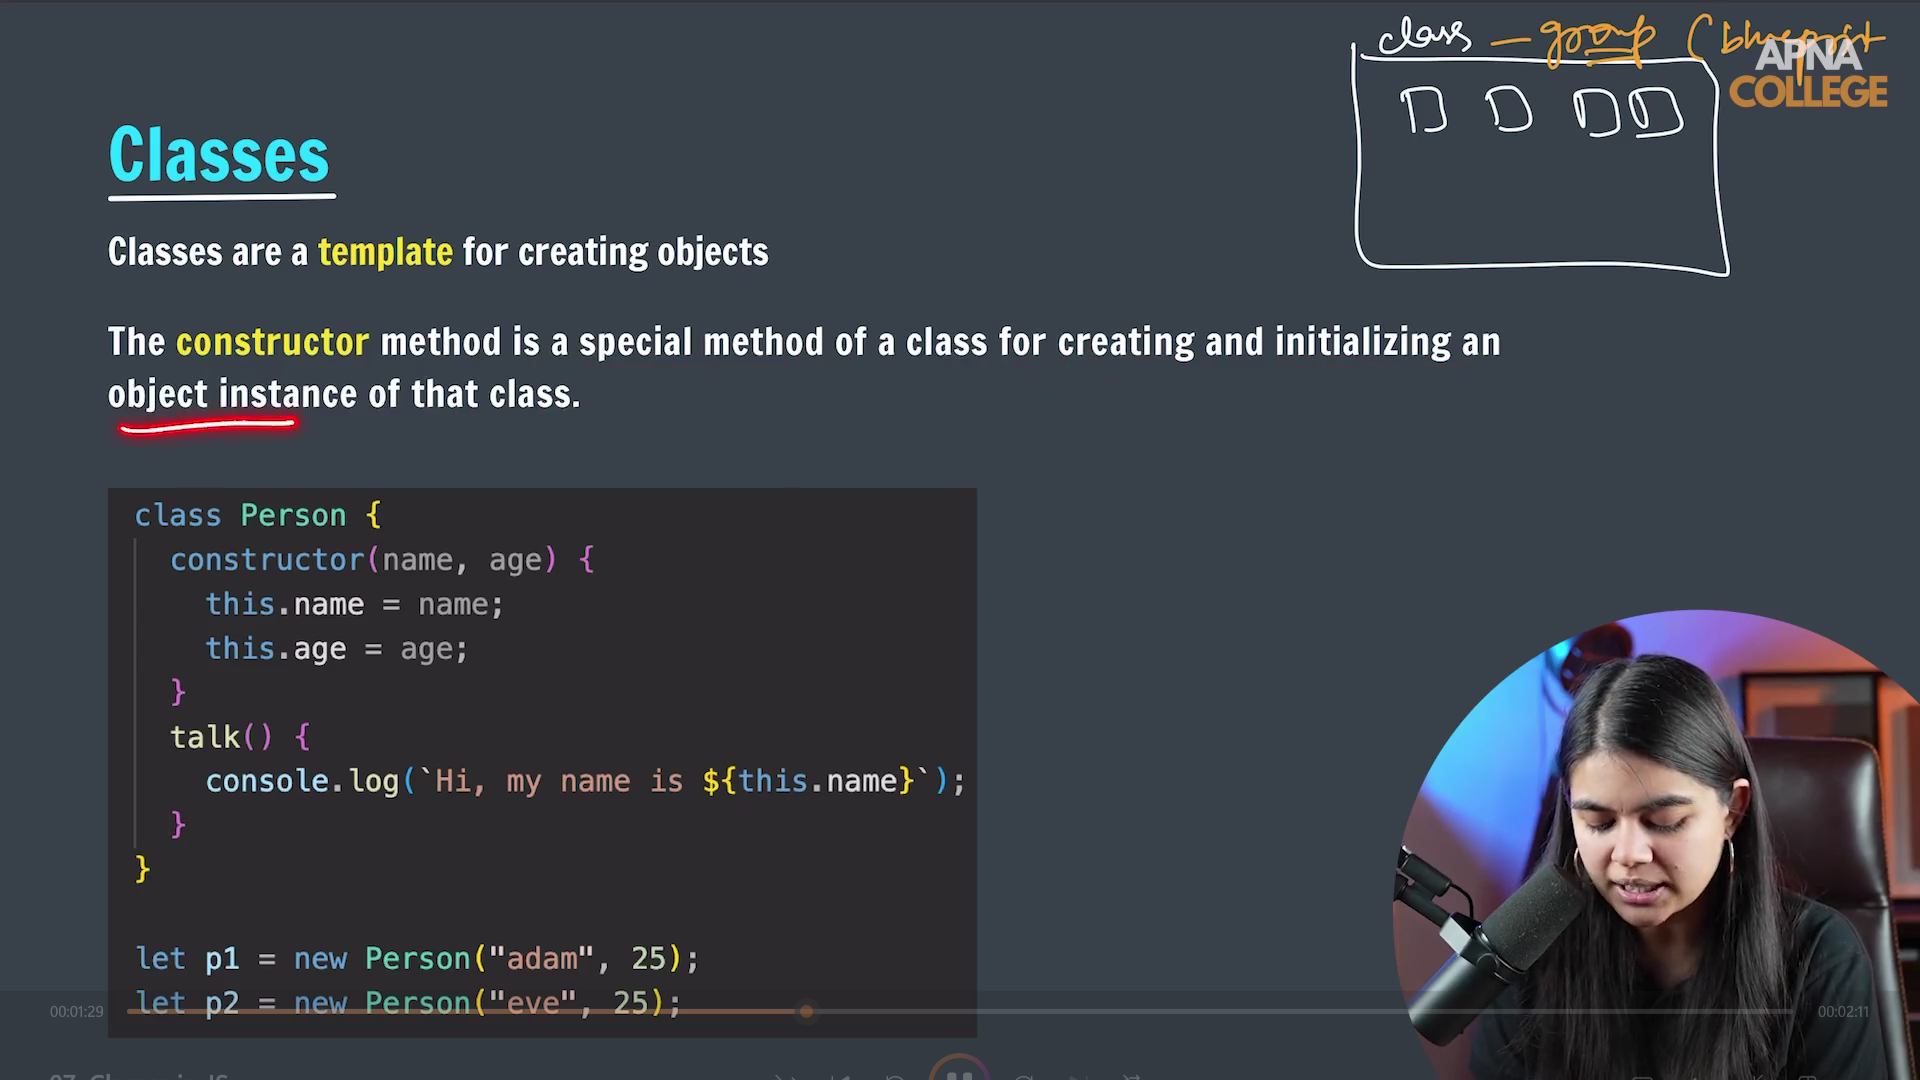 class – group (blueprint
APNA
COLLEGE
Classes
Classes are a template for creating objects
The constructor method is a special method of a class for creating and initializing an
object instance of that class.
class Person {
constructor(name, age) {
this.name = name;
this.age = age;
}
talk() {
console.log(`Hi, my name is ${this.name}`);
}
}
let p1 = new Person("adam", 25);
let p2 = new Person("eve", 25);
00:01:29
00:02:11